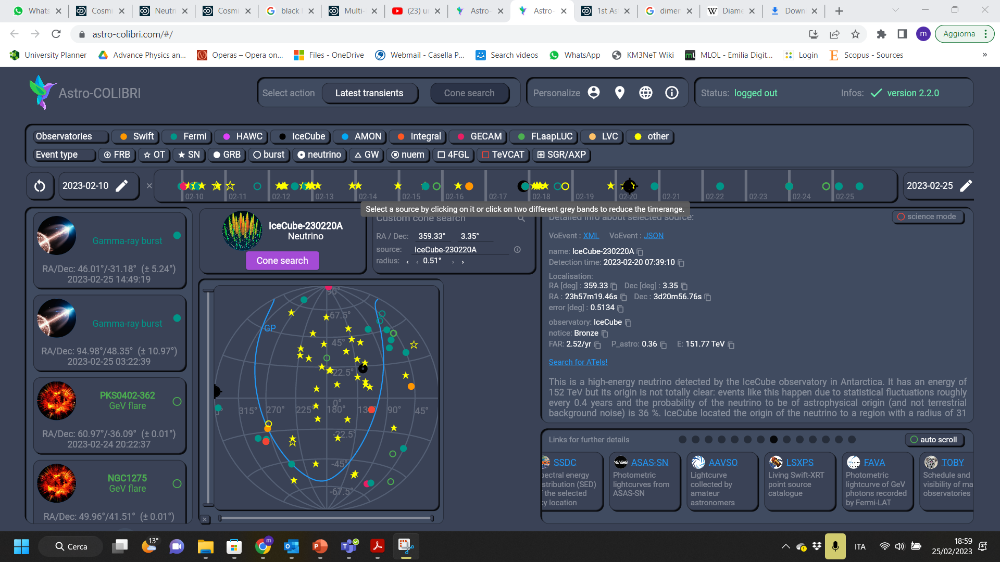 Whats
Cosmi
Neutri
Cosmi
black
Multi-
(23) u
Astro-
Astro-
1st As
dimen
Diame
Down
astro-colibri.com/#/
m
Aggiorna
University Planner
Advance Physics an...
Operas – Opera on...
Files - OneDrive
Webmail - Casella P...
Search videos
WhatsApp
KM3NeT Wiki
MLOL - Emilia Digit...
Login
Scopus - Sources
»
Astro-COLIBRI
Select action
Latest transients
Cone search
Personalize
Status: logged out
Infos: version 2.2.0
Observatories Swift Fermi HAWC IceCube AMON Integral GECAM FLaapLUC LVC other
Event type FRB OT SN GRB burst neutrino GW nuem 4FGL TeVCAT SGR/AXP
2023-02-10
02-10 02-11 02-12 02-13 02-14 02-15 02-16 02-17 02-18 02-19 02-20 02-21 02-22 02-23 02-24 02-25
2023-02-25
Select a source by clicking on it or click on two different grey bands to reduce the timerange.
Gamma-ray burst
RA/Dec: 46.01°/-31.18° (± 5.24°)
2023-02-25 14:49:19
Gamma-ray burst
RA/Dec: 94.98°/48.35° (± 10.97°)
2023-02-25 03:22:39
PKS0402-362
GeV flare
RA/Dec: 60.97°/-36.09° (± 0.01°)
2023-02-24 20:22:37
NGC1275
GeV flare
RA/Dec: 49.96°/41.51° (± 0.01°)
IceCube-230220A
Neutrino
Cone search
Custom cone search
RA / Dec: 359.33° 3.35°
source: IceCube-230220A
radius: ‹ ‹ 0.51° › ›
90°
67.5°
GP
45°
22.5°
0°
0° 315° 270° 225° 180° 90° 45°
-22.5°
-45°
-67.5°
Detailed info about selected source:
science mode
VoEvent : XML VoEvent : JSON
name: IceCube-230220A
Detection time: 2023-02-20 07:39:10
Localisation:
RA [deg] : 359.33 Dec [deg] : 3.35
RA : 23h57m19.46s Dec : 3d20m56.76s
error [deg] : 0.5134
observatory: IceCube
notice: Bronze
FAR: 2.52/yr P_astro: 0.36 E: 151.77 TeV
Search for ATels!
This is a high-energy neutrino detected by the IceCube observatory in Antarctica. It has an energy of
152 TeV but its origin is not totally clear: events like this happen due to statistical fluctuations roughly
every 0.4 years and the probability of the neutrino to be of astrophysical origin (and not terrestrial
background noise) is 36 %. IceCube located the origin of the neutrino to a region with a radius of 31
Links for further details
auto scroll
SSDC
pectral energy
stribution (SED)
f the selected
ky location
ASAS-SN
Photometric
lightcurves from
ASAS-SN
AAVSO
Lightcurve
collected by
amateur
astronomers
LSXPS
Living Swift-XRT
point source
catalogue
FAVA
Photometric
lightcurve of GeV
photons recorded
by Fermi-LAT
TOBY
Schedule and
visibility of ma
observatories
Cerca
13°
m
ITA
18:59
25/02/2023